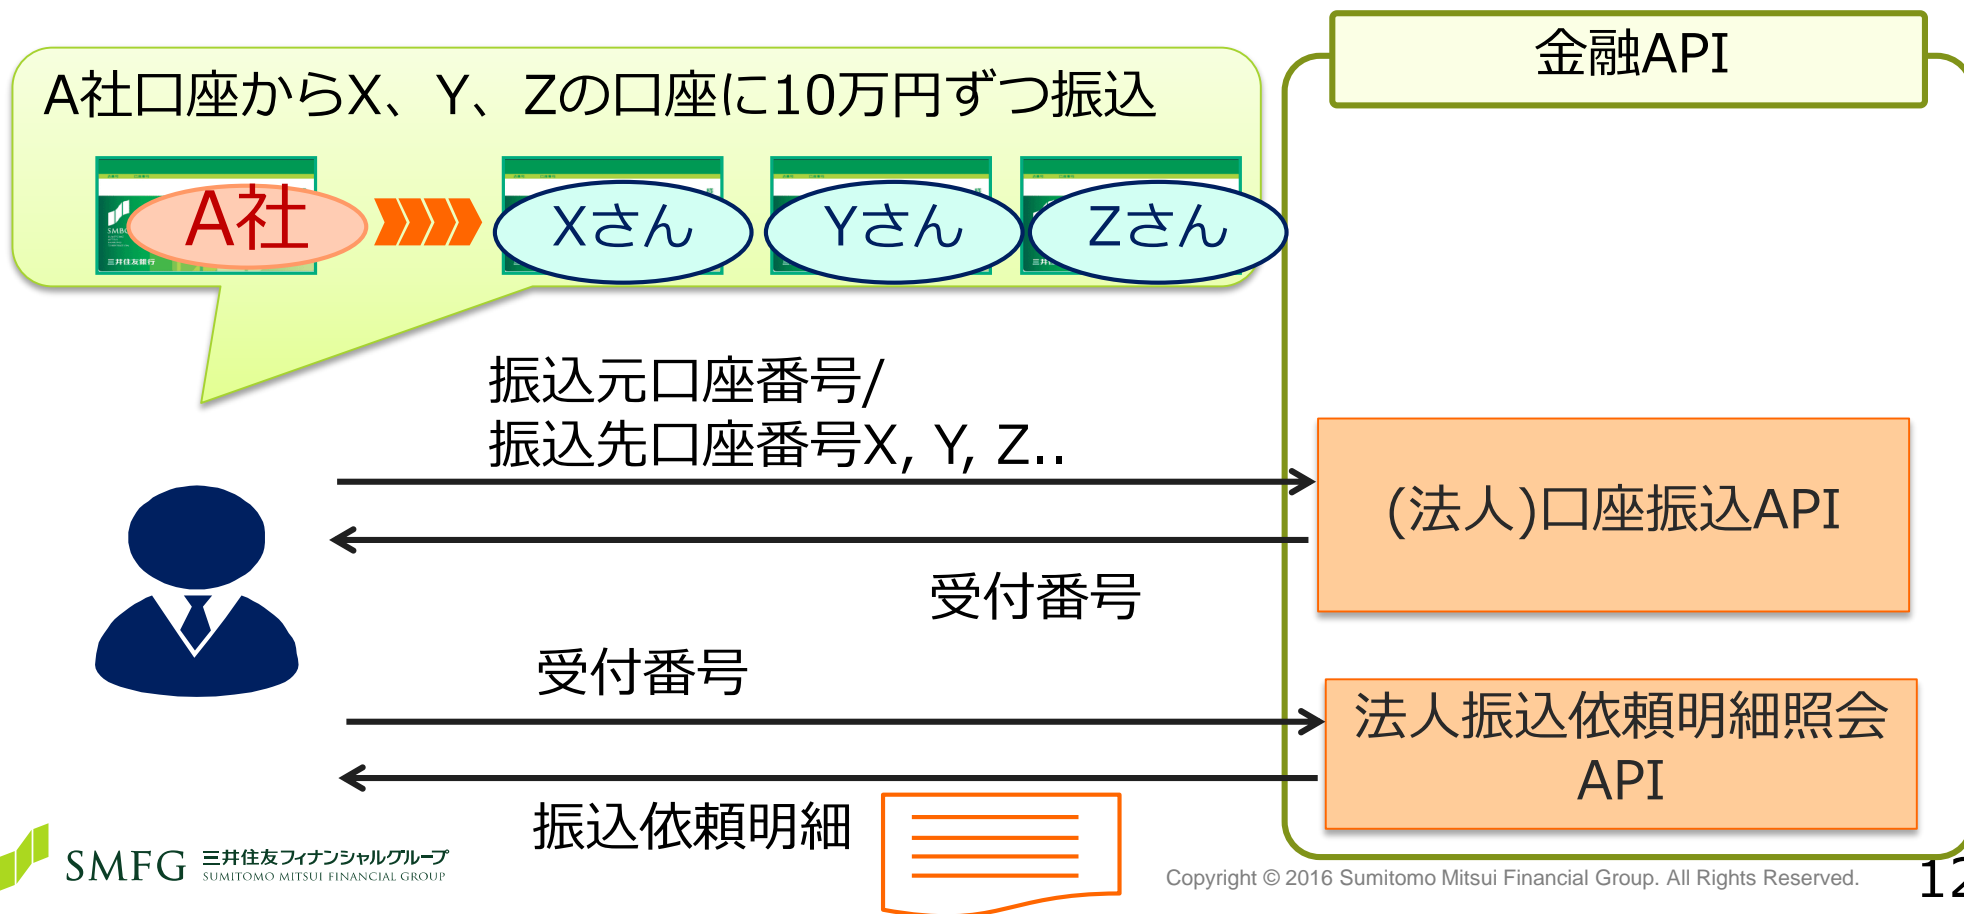 金融API
A社口座からX、Y、Zの口座に10万円ずつ振込
A社
Xさん
Yさん
Zさん
三井住友銀行
振込元口座番号/
振込先口座番号X, Y, Z..
(法人)口座振込API
受付番号
受付番号
法人振込依頼明細照会
API
振込依頼明細
SMFG 三井住友フィナンシャルグループ
SUMITOMO MITSUI FINANCIAL GROUP
Copyright © 2016 Sumitomo Mitsui Financial Group. All Rights Reserved.
12